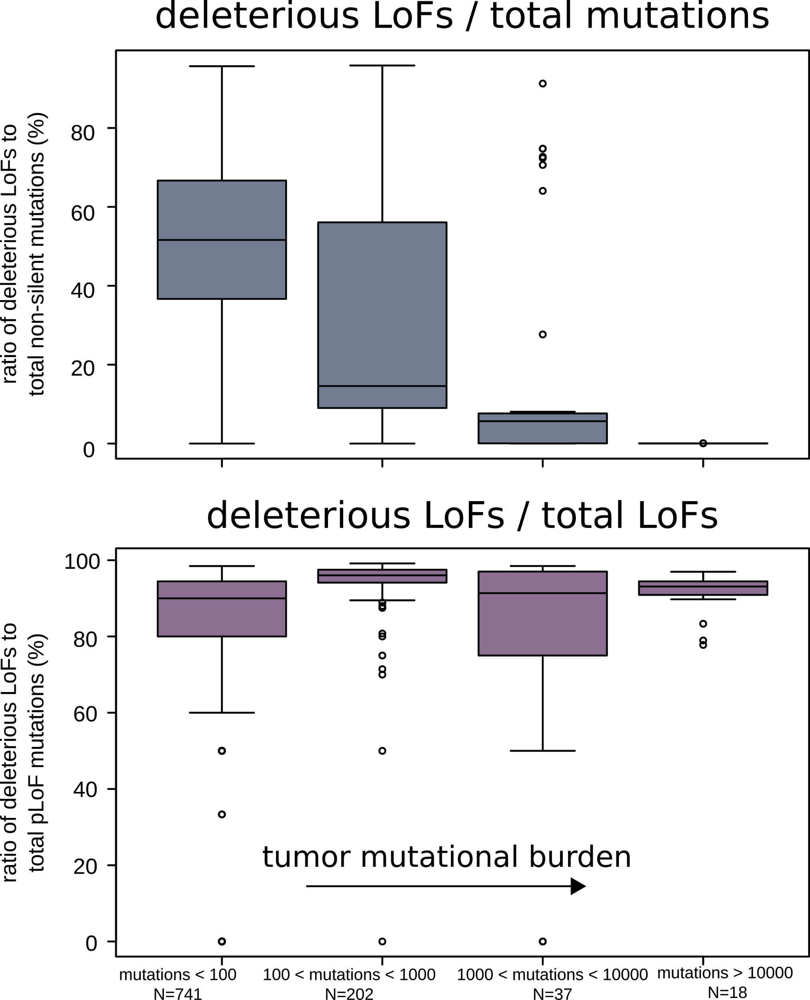 deleterious LoFs / total mutations
ratio of deleterious LoFs to
total non-silent mutations (%)
80
60
40
20
0
deleterious LoFs / total LoFs
ratio of deleterious LoFs to
total pLoF mutations (%)
100
80
60
40
20
0
tumor mutational burden
mutations < 100
N=741
100 < mutations < 1000
N=202
1000 < mutations < 10000
N=37
mutations > 10000
N=18